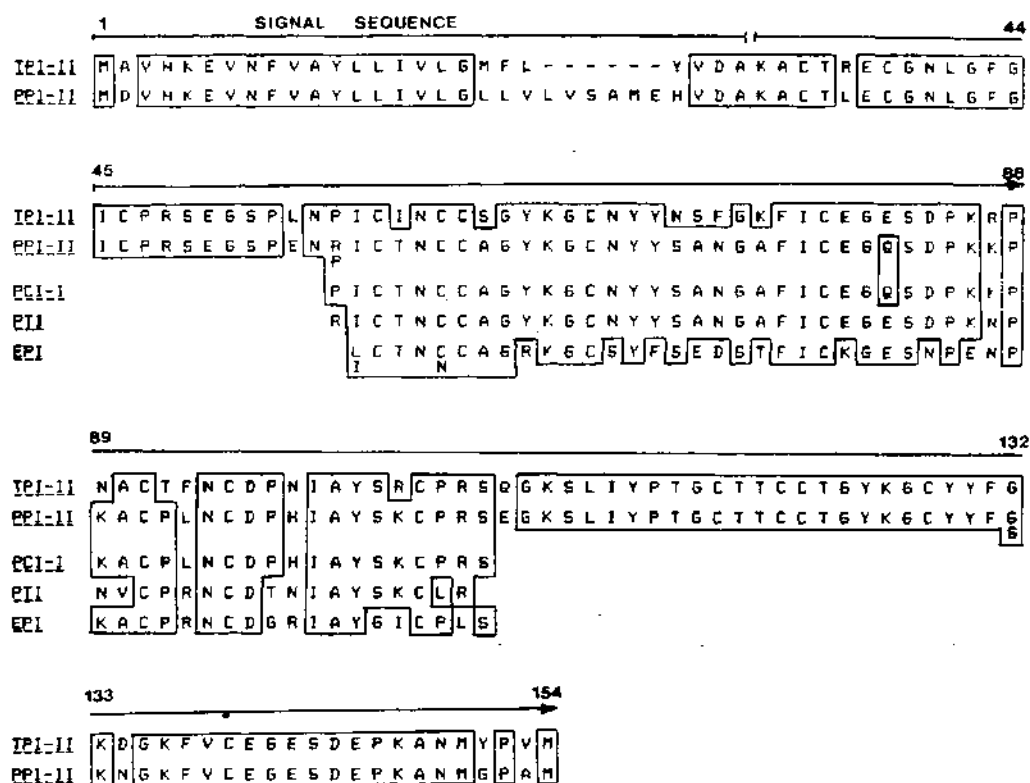 1 SIGNAL SEQUENCE 44
TPI-II M A V H K E V N F V A Y L L I V L G M F L - - - - - - Y V D A K A C T R E C G N L G F G
PPI-II M D V H K E V N F V A Y L L I V L G L L V L V S A M E H V D A K A C T L E C G N L G F G
45 88
TPI-II I C P R S E G S P L N P I C I N C C S G Y K G C N Y Y N S F G K F I C E G E S D P K R P
PPI-II I C P R S E G S P E N R I C T N C C A G Y K G C N Y Y S A N G A F I C E G Q S D P K K P
P
PCI-I P I C T N C C A G Y K G C N Y Y S A N G A F I C E G Q S D P K K P
PTI R I C T N C C A G Y K G C N Y Y S A N G A F I C E G E S D P K N P
EPI L C T N C C A G R K G C S Y F S E D G T F I C K G E S N P E N P
I N
89 132
TPI-II N A C T F N C D P N I A Y S R C P R S Q G K S L I Y P T G C T T C C T G Y K G C Y Y F G
PPI-II K A C P L N C D P H I A Y S K C P R S E G K S L I Y P T G C T T C C T G Y K G C Y Y F G
S
PCI-I K A C P L N C D P H I A Y S K C P R S
PTI N V C P R N C D T N I A Y S K C L R
EPI K A C P R N C D G R I A Y G I C P L S
133 154
TPI-II K D G K F V C E G E S D E P K A N M Y P V M
PPI-II K N G K F V C E G E S D E P K A N M G P A M